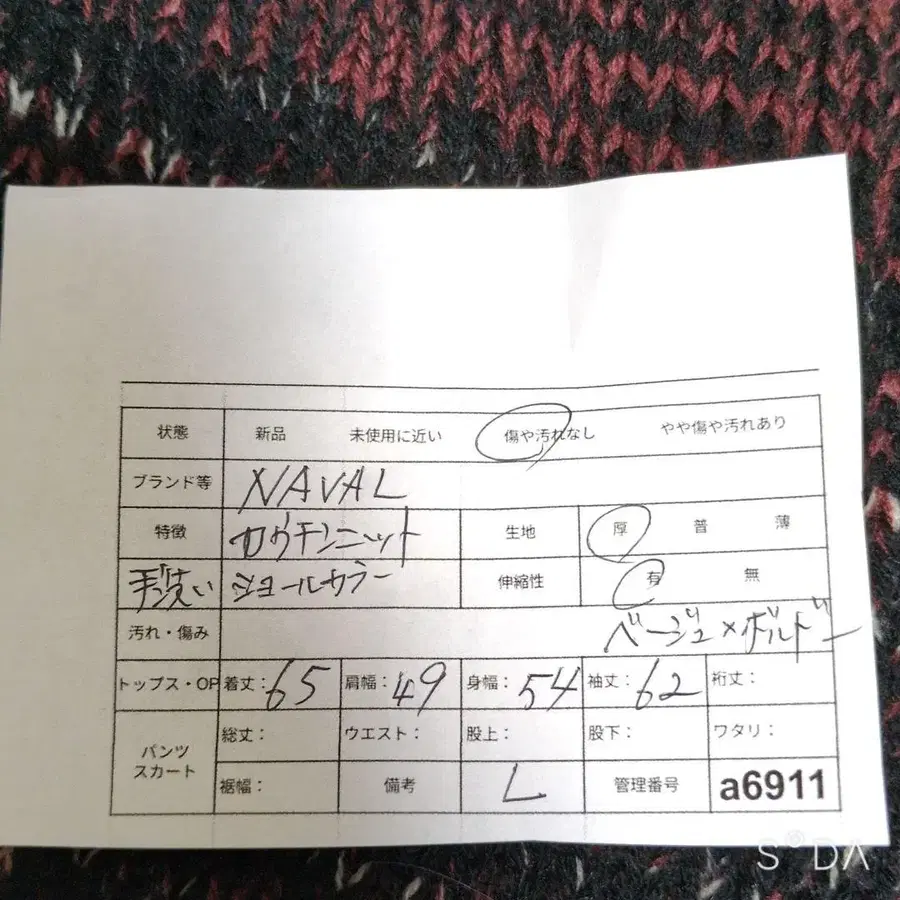 状態 新品 未使用に近い 傷や汚れなし やや傷や汚れあり
ブランド等 NAVAL
特徴 カウチンニット 生地 厚 普 薄
手洗い ショールカラー 伸縮性 有 無
汚れ・傷み ベージュ×ボルドー
トップス・OP 着丈：65 肩幅：49 身幅：54 袖丈：62 裄丈：
パンツ スカート 総丈： ウエスト： 股上： 股下： ワタリ：
裾幅： 備考 L 管理番号 a6911
SODA